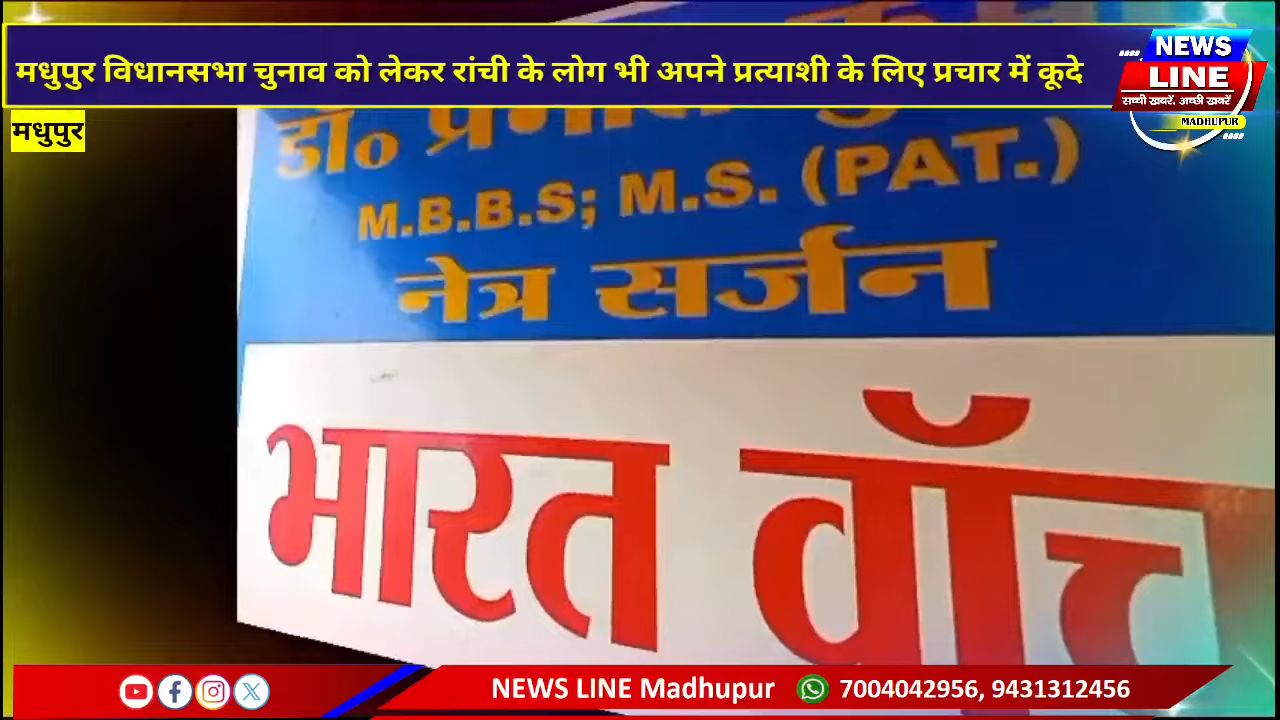 मधुपुर विधानसभा चुनाव को लेकर रांची के लोग भी अपने प्रत्याशी के लिए प्रचार में कूदे
NEWS
LINE
सच्ची खबरें, अच्छी खबरें
MADHUPUR
मधुपुर
डॉ०
M.B.B.S; M.S. (PAT.)
नेत्र सर्जन
भारत वॉच
NEWS LINE Madhupur 7004042956, 9431312456